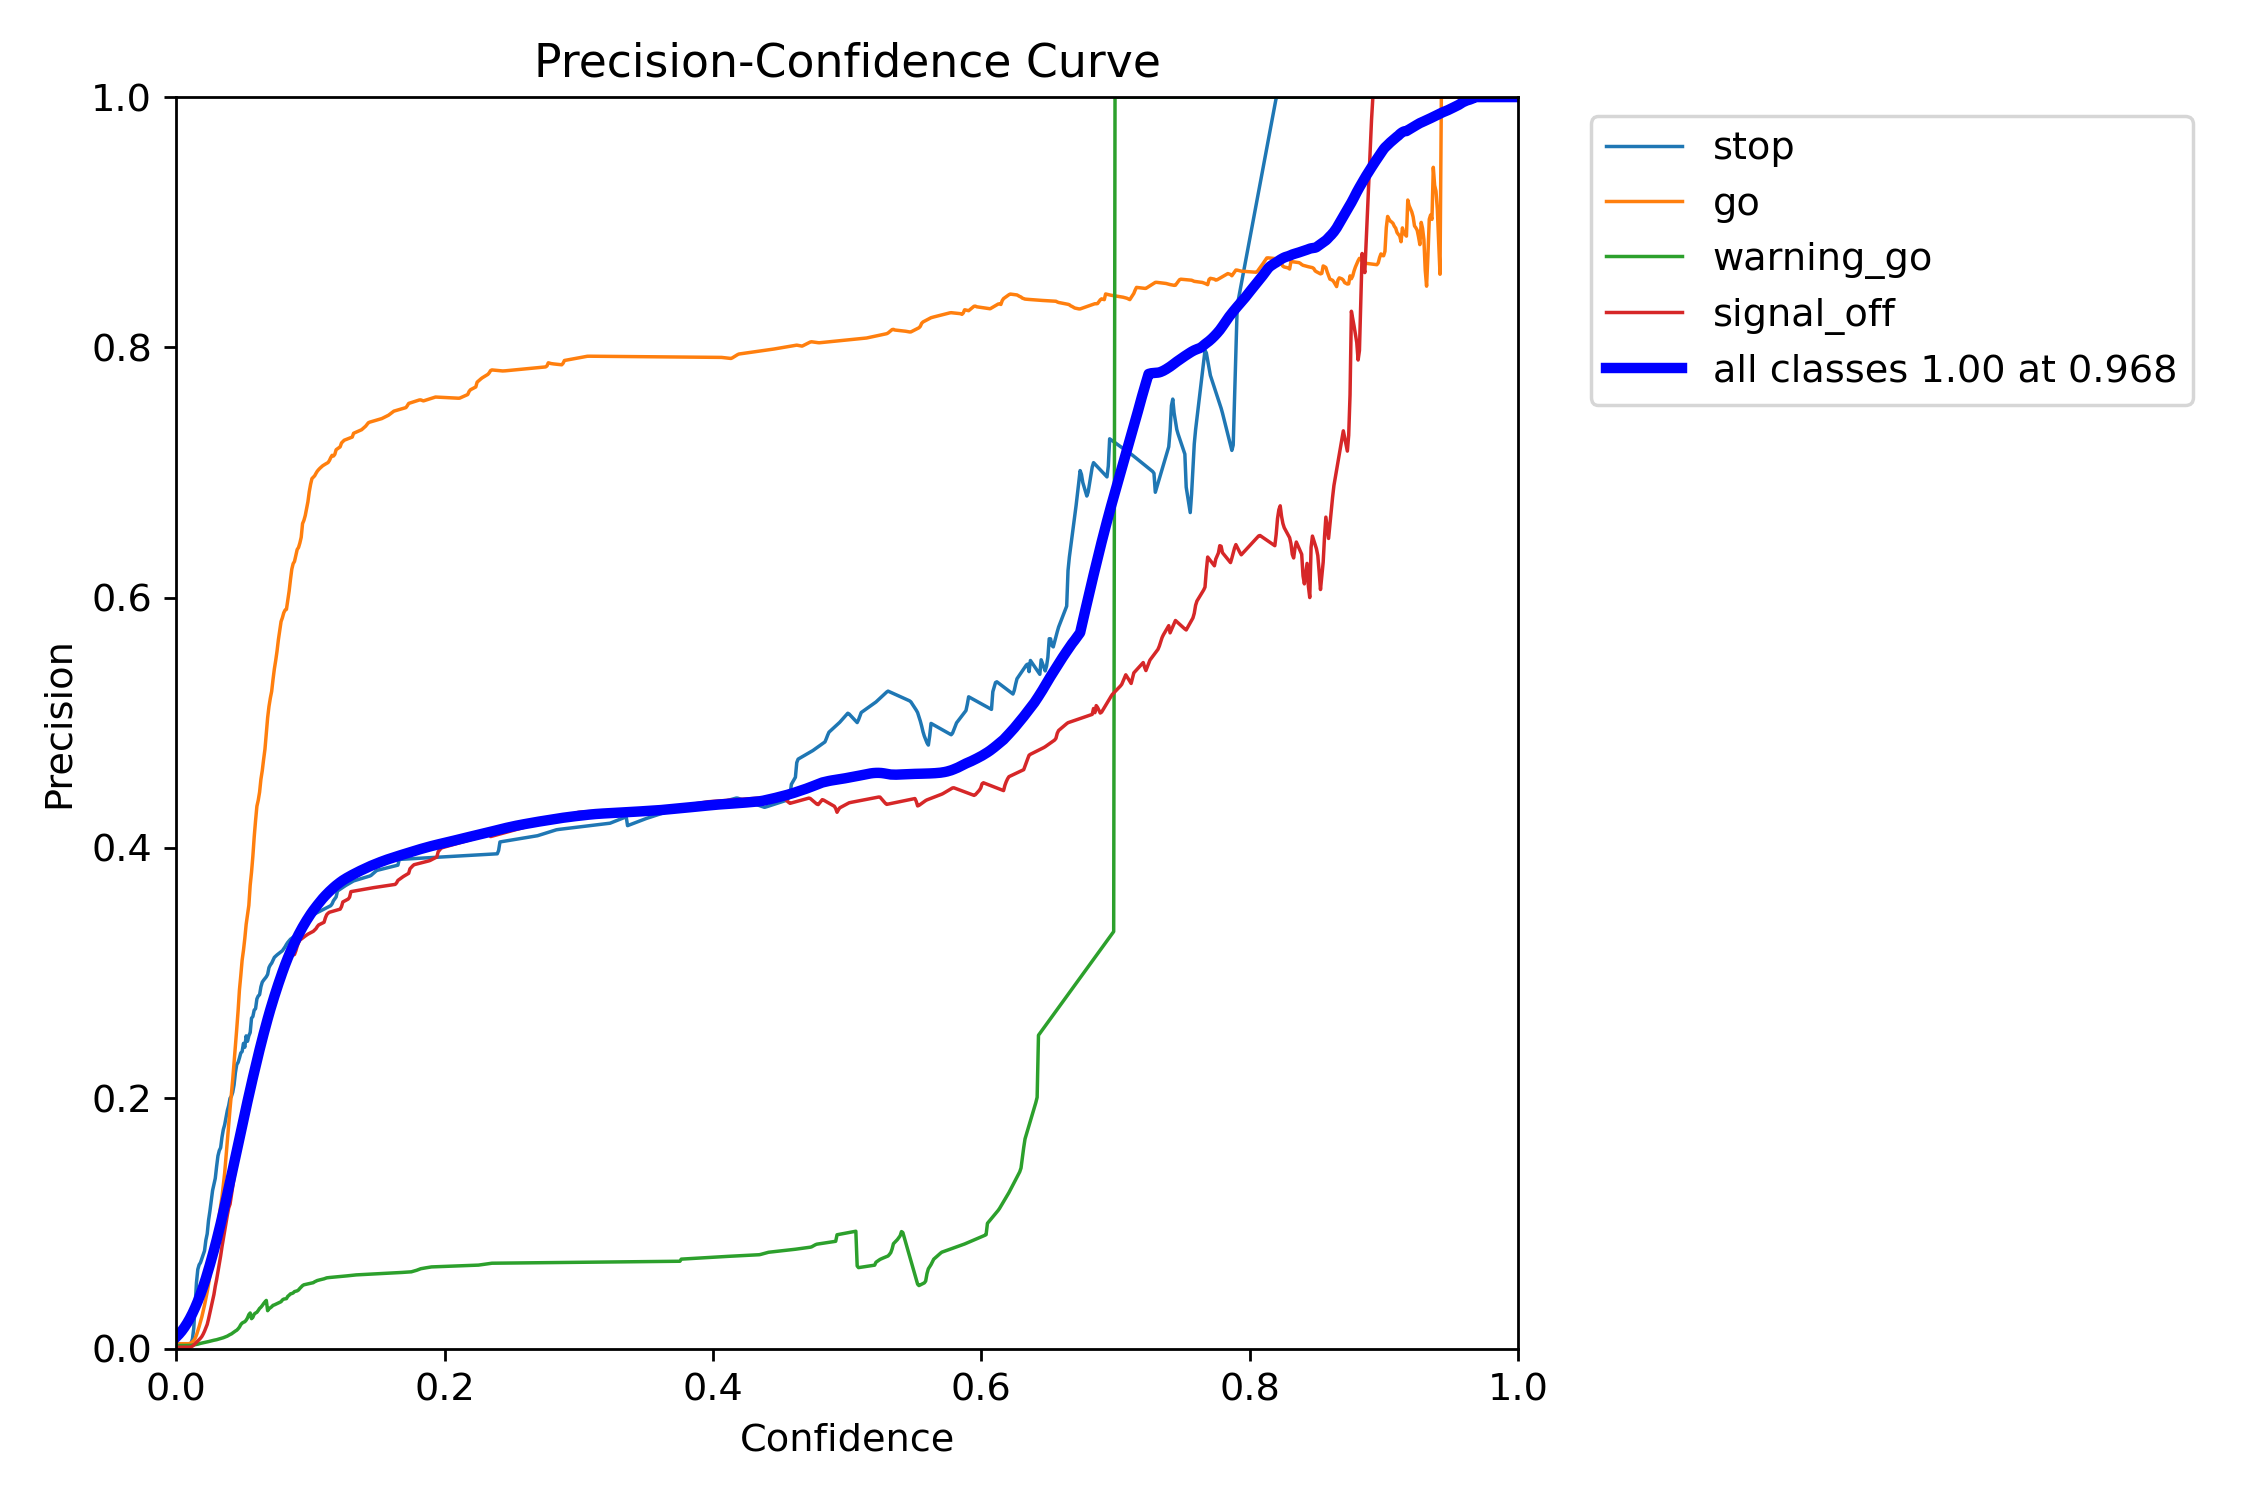 Precision-Confidence Curve
1.0
0.8
0.6
0.4
0.2
0.0
Precision
0.0 0.2 0.4 0.6 0.8 1.0
Confidence
stop
go
warning_go
signal_off
all classes 1.00 at 0.968